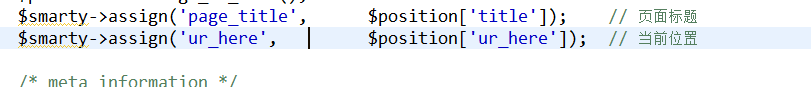 $smarty->assign('page_title',        $position['title']);     // 页面标题
$smarty->assign('ur_here',           $position['ur_here']);  // 当前位置
/* meta information */